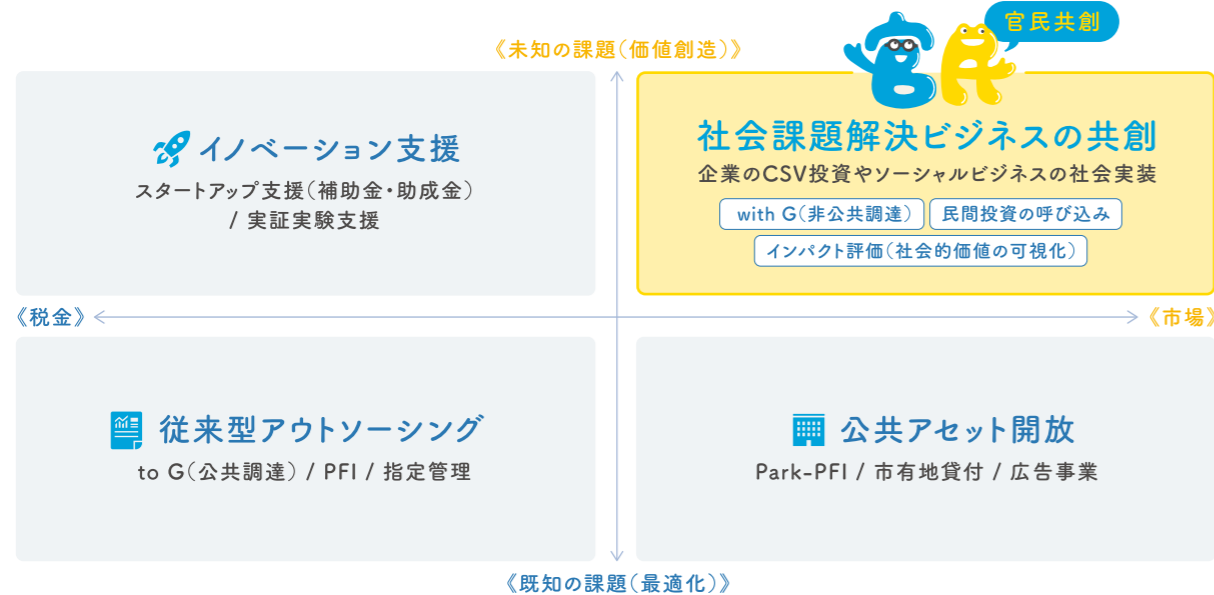 官民共創
《未知の課題(価値創造)》
イノベーション支援
スタートアップ支援(補助金・助成金)
/ 実証実験支援
官民
社会課題解決ビジネスの共創
企業のCSV投資やソーシャルビジネスの社会実装
with G(非公共調達)
民間投資の呼び込み
インパクト評価(社会的価値の可視化)
《税金》
《市場》
従来型アウトソーシング
to G(公共調達) / PFI / 指定管理
公共アセット開放
Park-PFI / 市有地貸付 / 広告事業
《既知の課題(最適化)》